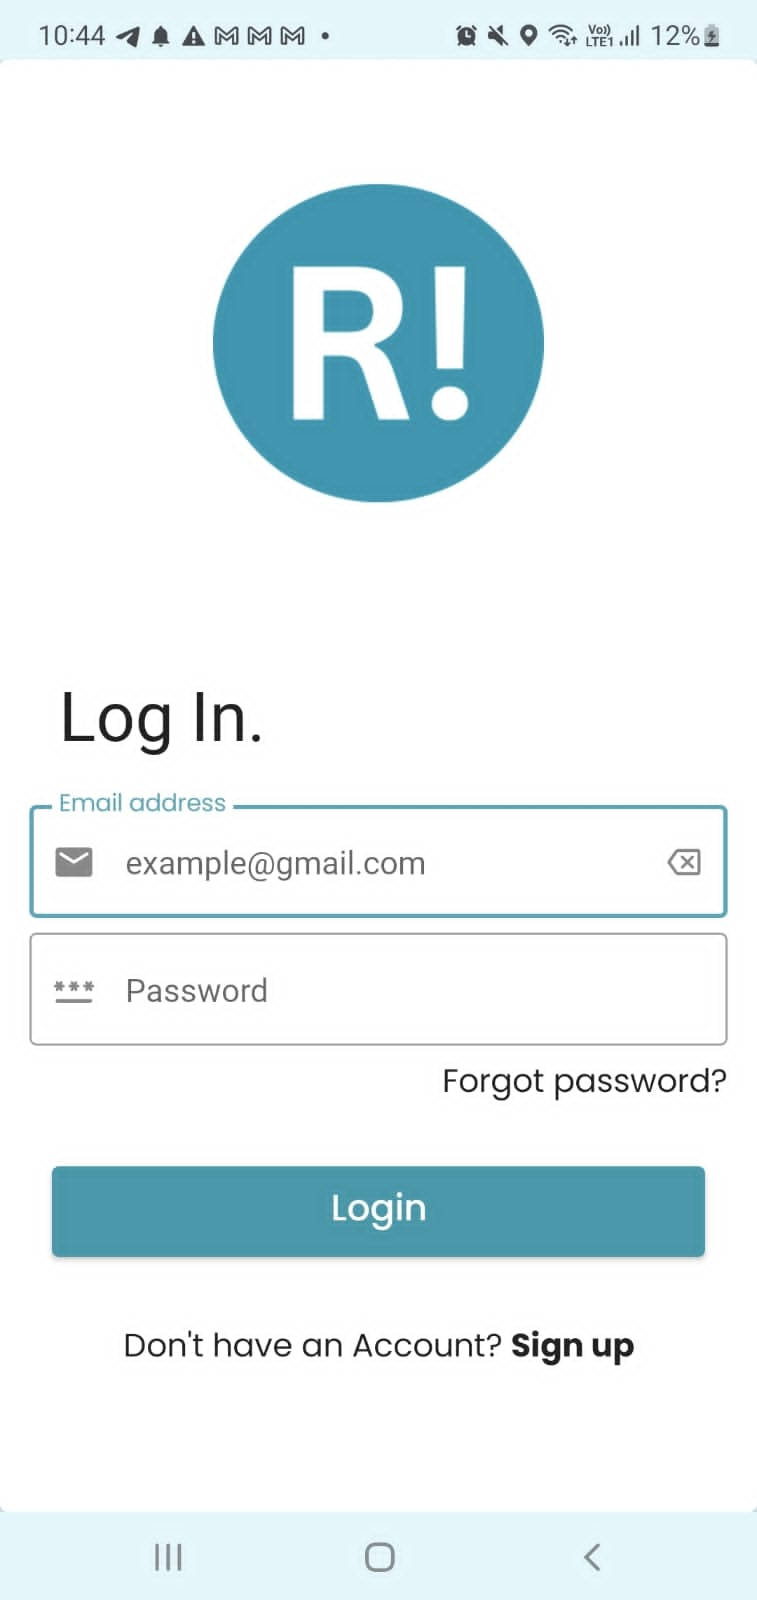 10:44 Vo)) LTE1 12%
R!
Log In.
Email address
example@gmail.com
*** Password
Forgot password?
Login
Don't have an Account? Sign up